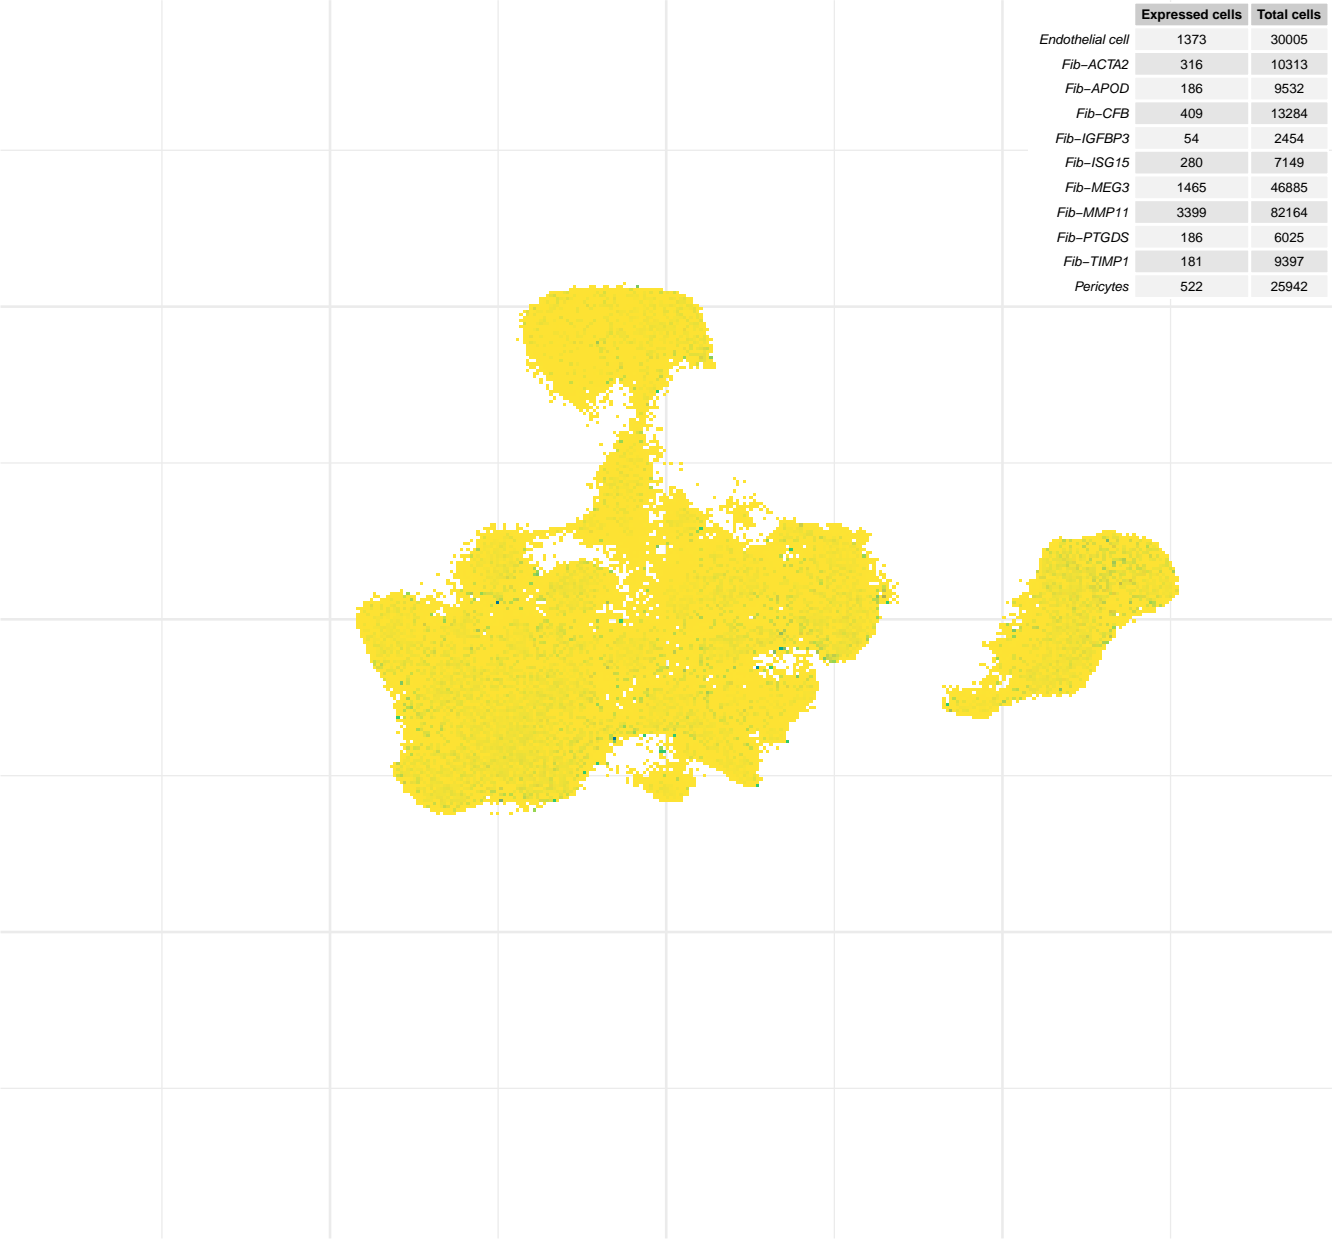 Expressed cells Total cells
Endothelial cell 1373 30005
Fib−ACTA2 316 10313
Fib−APOD 186 9532
Fib−CFB 409 13284
Fib−IGFBP3 54 2454
Fib−ISG15 280 7149
Fib−MEG3 1465 46885
Fib−MMP11 3399 82164
Fib−PTGDS 186 6025
Fib−TIMP1 181 9397
Pericytes 522 25942